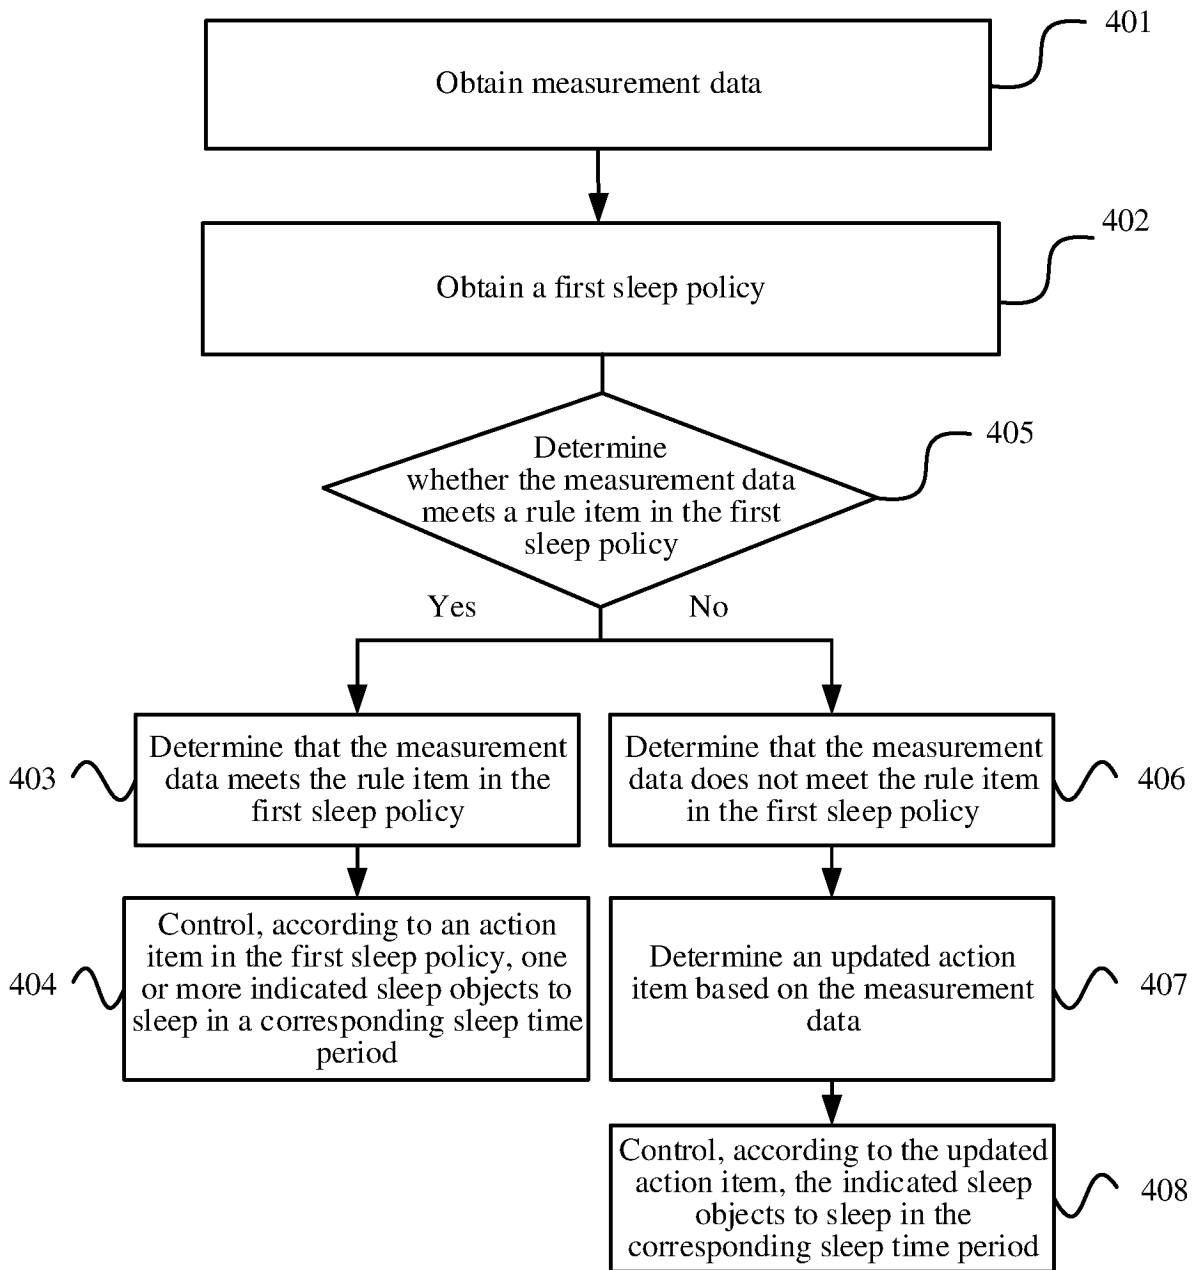 401
Obtain measurement data
402
Obtain a first sleep policy
405
Determine
whether the measurement data
meets a rule item in the first
sleep policy
Yes
No
403
Determine that the measurement
data meets the rule item in the
first sleep policy
Determine that the measurement
data does not meet the rule item
in the first sleep policy
406
404
Control, according to an action
item in the first sleep policy, one
or more indicated sleep objects to
sleep in a corresponding sleep time
period
Determine an updated action
item based on the measurement
data
407
Control, according to the updated
action item, the indicated sleep
objects to sleep in the
corresponding sleep time period
408